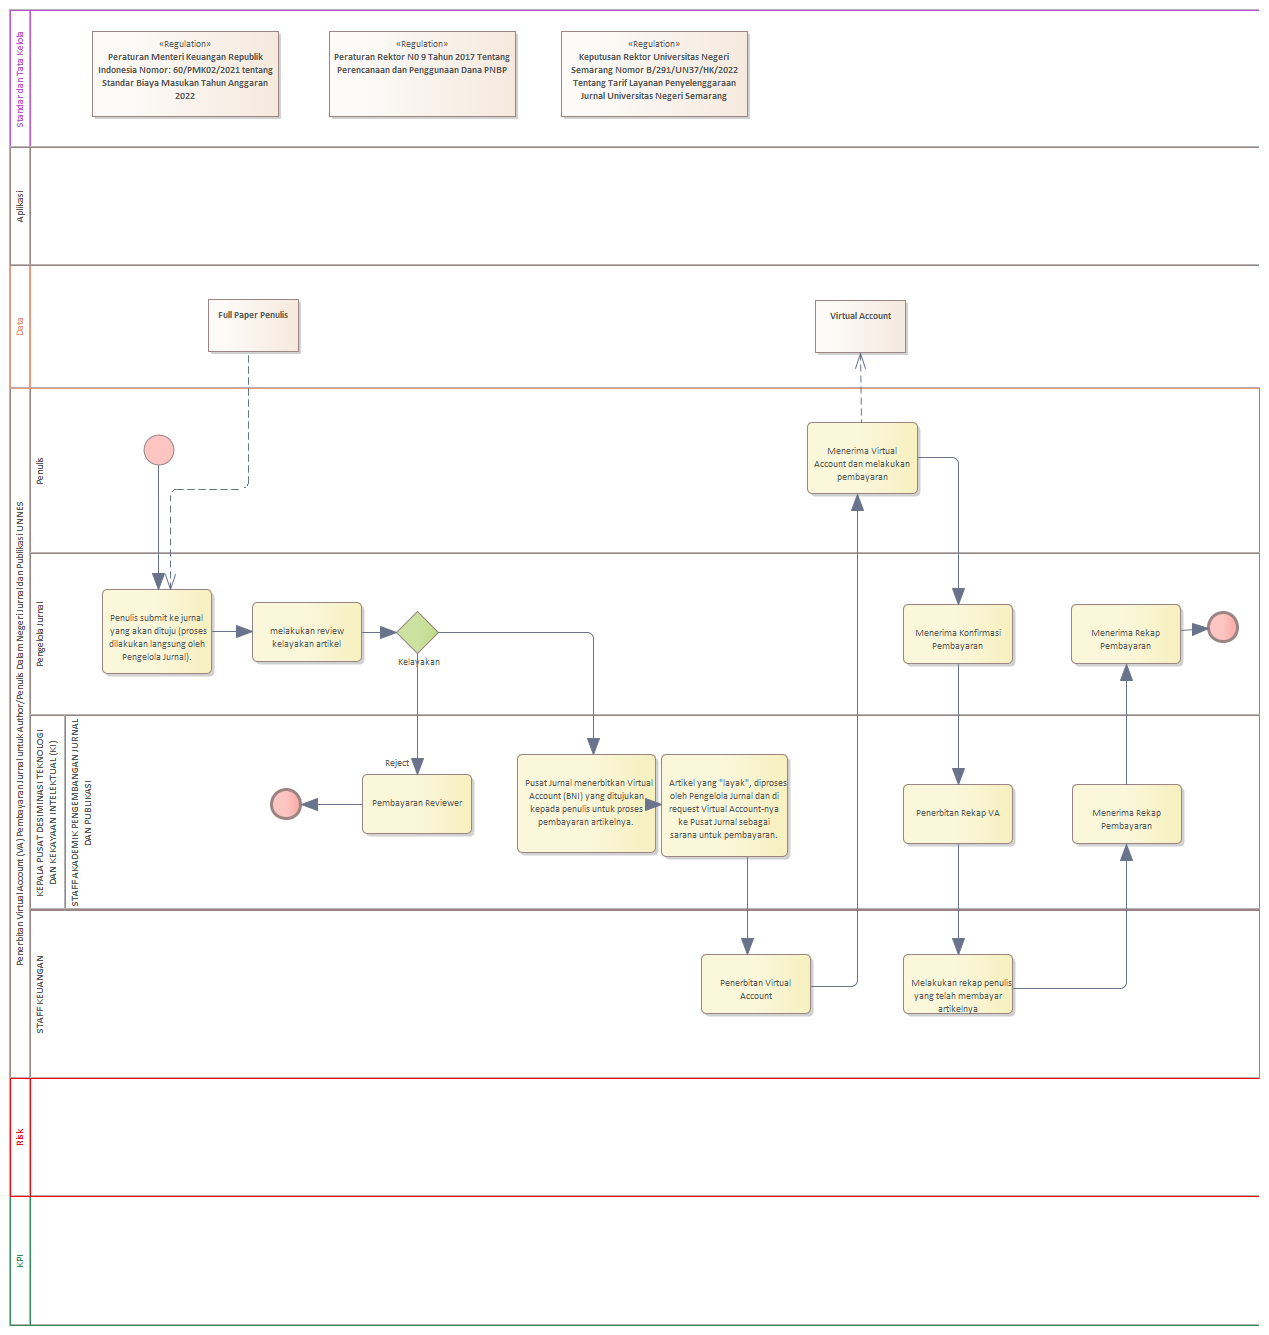 Standar dan Tata Kelola
«Regulation»
Peraturan Menteri Keuangan Republik
Indonesia Nomor: 60/PMK02/2021 tentang
Standar Biaya Masukan Tahun Anggaran
2022
«Regulation»
Peraturan Rektor N0 9 Tahun 2017 Tentang
Perencanaan dan Penggunaan Dana PNBP
«Regulation»
Keputusan Rektor Universitas Negeri
Semarang Nomor B/291/UN37/HK/2022
Tentang Tarif Layanan Penyelenggaraan
Jurnal Universitas Negeri Semarang
Aplikasi
Data
Full Paper Penulis
Virtual Account
Penerbitan Virtual Account (VA) Pembayaran Jurnal untuk Author/Penulis Dalam Negeri Jurnal dan Publikasi UNNES
Penulis
Menerima Virtual
Account dan melakukan
pembayaran
Pengelola Jurnal
Penulis submit ke jurnal
yang akan dituju (proses
dilakukan langsung oleh
Pengelola Jurnal).
melakukan review
kelayakan artikel
Kelayakan
Menerima Konfirmasi
Pembayaran
Menerima Rekap
Pembayaran
KEPALA PUSAT DESIMINASI TEKNOLOGI
DAN KEKAYAAN INTELEKTUAL (KI)
STAFF AKADEMIK PENGEMBANGAN JURNAL
DAN PUBLIKASI
Reject
Pembayaran Reviewer
Pusat Jurnal menerbitkan Virtual
Account (BNI) yang ditujukan
kepada penulis untuk proses
pembayaran artikelnya.
Artikel yang "layak", diproses
oleh Pengelola Jurnal dan di
request Virtual Account-nya
ke Pusat Jurnal sebagai
sarana untuk pembayaran.
Penerbitan Rekap VA
Menerima Rekap
Pembayaran
STAFF KEUANGAN
Penerbitan Virtual
Account
Melakukan rekap penulis
yang telah membayar
artikelnya
Risk
KPI